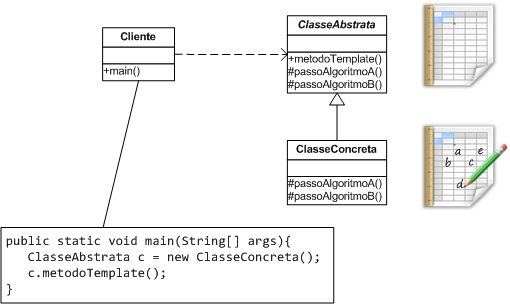 Cliente
+main()
ClasseAbstrata
+metodoTemplate()
#passoAlgoritmoA()
#passoAlgoritmoB()
ClasseConcreta
#passoAlgoritmoA()
#passoAlgoritmoB()
a
e
b
c
d
public static void main(String[] args){
ClasseAbstrata c = new ClasseConcreta();
c.metodoTemplate();
}